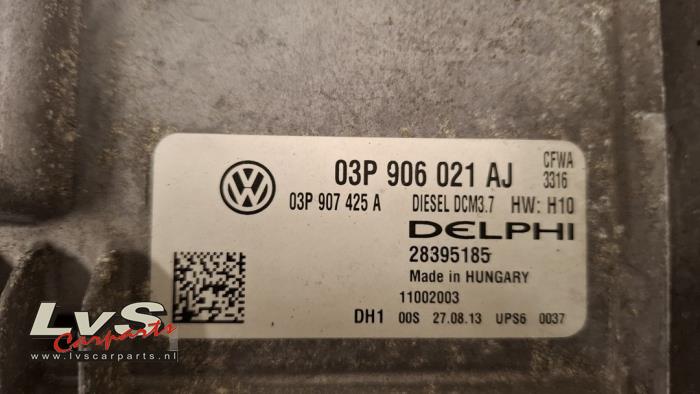 03P 906 021 AJ CFWA
3316
03P 907 425 A DIESEL DCM3.7 HW: H10
DELPHI
28395185
Made in HUNGARY
11002003
DH1 00S 27.08.13 UPS6 0037
LvS
Carparts
www.lvscarparts.nl